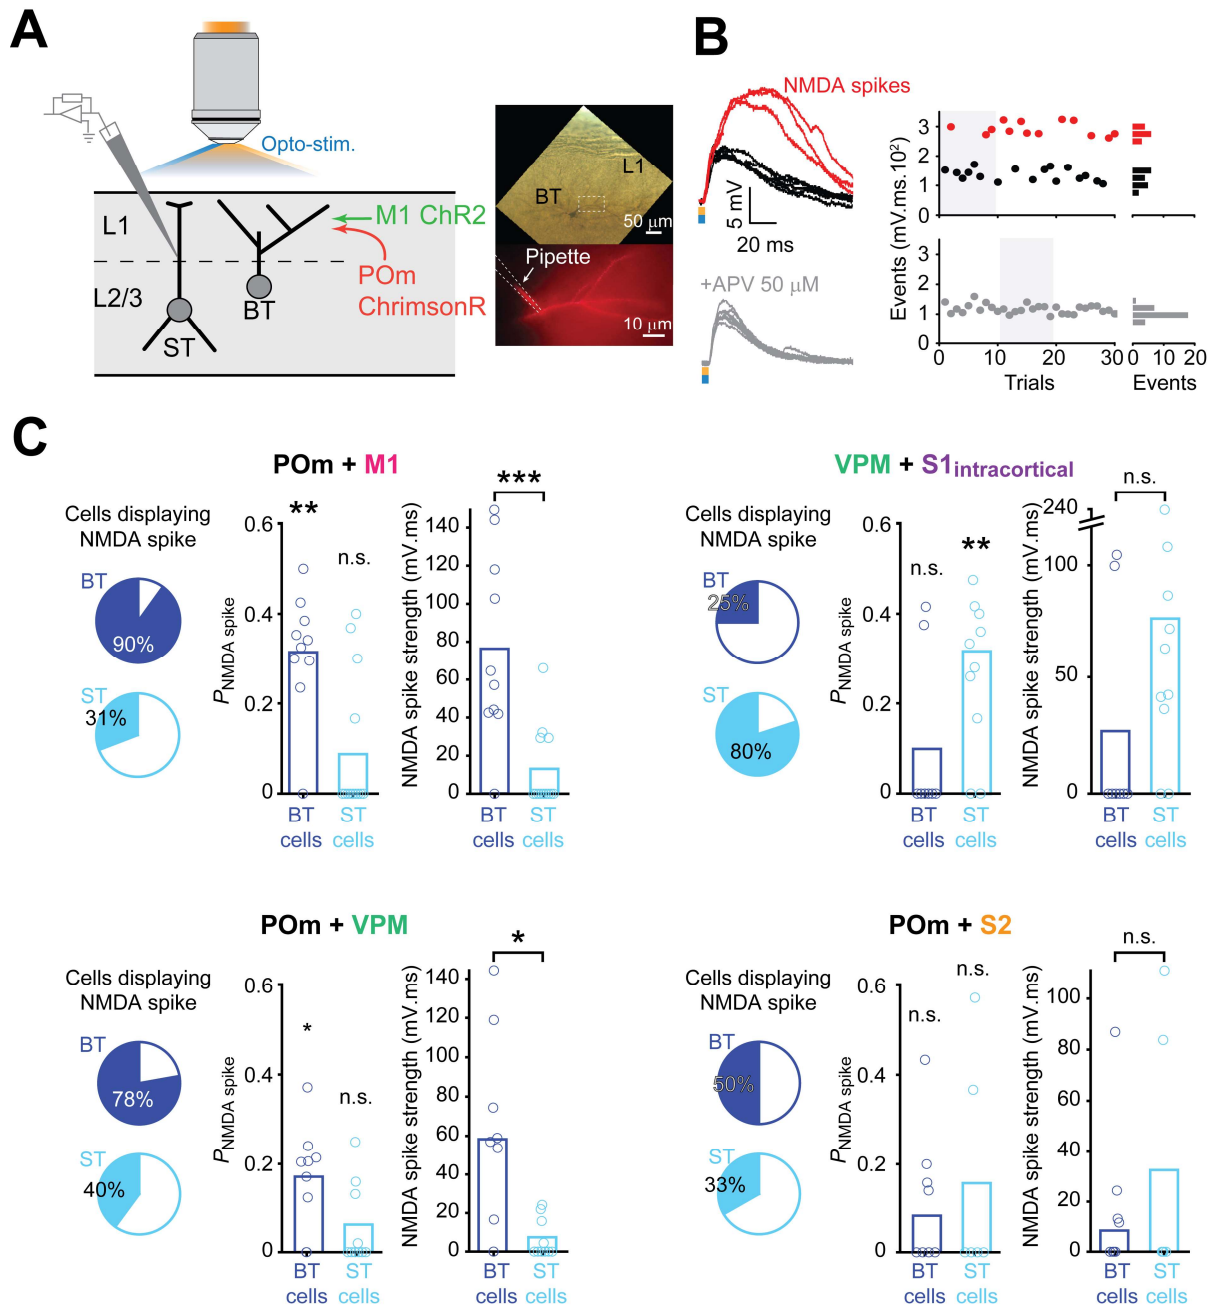 A
Opto-stim.
L1
M1 ChR2
L2/3
BT
POm
ChrimsonR
ST
L1
BT
50 μm
Pipette
10 μm
B
NMDA spikes
5 mV
20 ms
+APV 50 μM
Events (mV.ms.10²)
3
2
1
0
3
2
1
0
0 10 20 30
Trials
0 10 20
Events
C
POm + M1
Cells displaying
NMDA spike
BT
90%
ST
31%
P NMDA spike
0.6
0.4
0.2
0
**
n.s.
BT
cells
ST
cells
NMDA spike strength (mV.ms)
140
120
100
80
60
40
20
0
***
BT
cells
ST
cells
VPM + S1 intracortical
Cells displaying
NMDA spike
BT
25%
ST
80%
P NMDA spike
0.6
0.4
0.2
0
n.s.
**
BT
cells
ST
cells
NMDA spike strength (mV.ms)
240
100
50
0
n.s.
BT
cells
ST
cells
POm + VPM
Cells displaying
NMDA spike
BT
78%
ST
40%
P NMDA spike
0.6
0.4
0.2
0
*
n.s.
BT
cells
ST
cells
NMDA spike strength (mV.ms)
140
120
100
80
60
40
20
0
*
BT
cells
ST
cells
POm + S2
Cells displaying
NMDA spike
BT
50%
ST
33%
P NMDA spike
0.6
0.4
0.2
0
n.s.
n.s.
BT
cells
ST
cells
NMDA spike strength (mV.ms)
100
80
60
40
20
0
n.s.
BT
cells
ST
cells